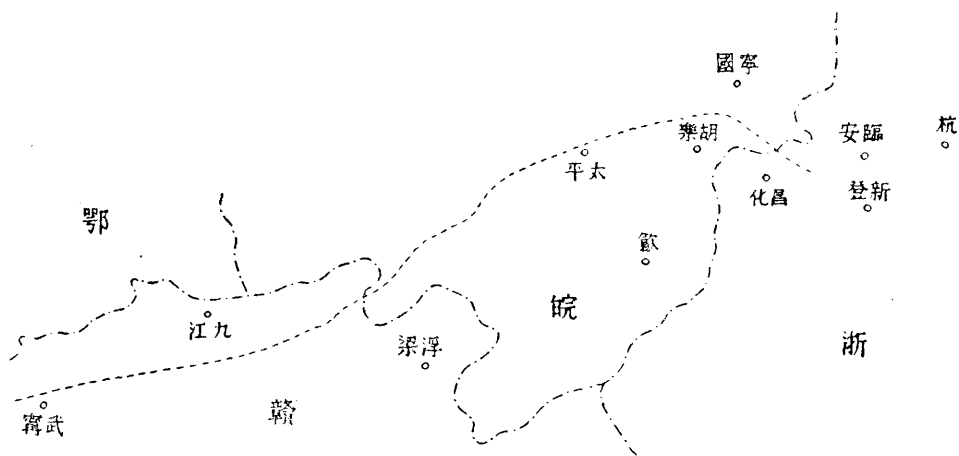 寧國
杭
臨安
胡樂
太平
昌化
新登
鄂
歙
皖
九江
浙
浮梁
贛
武寗